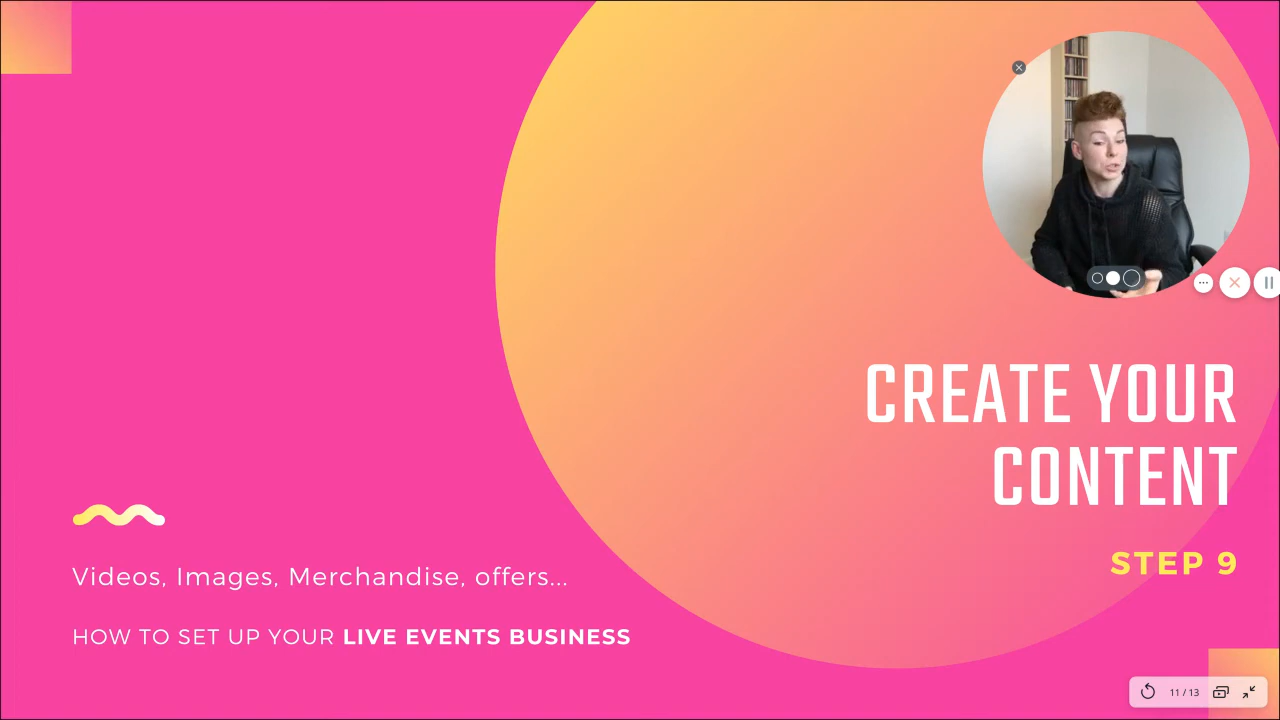 CREATE YOUR
CONTENT
STEP 9
Videos, Images, Merchandise, offers...
HOW TO SET UP YOUR LIVE EVENTS BUSINESS
11 / 13